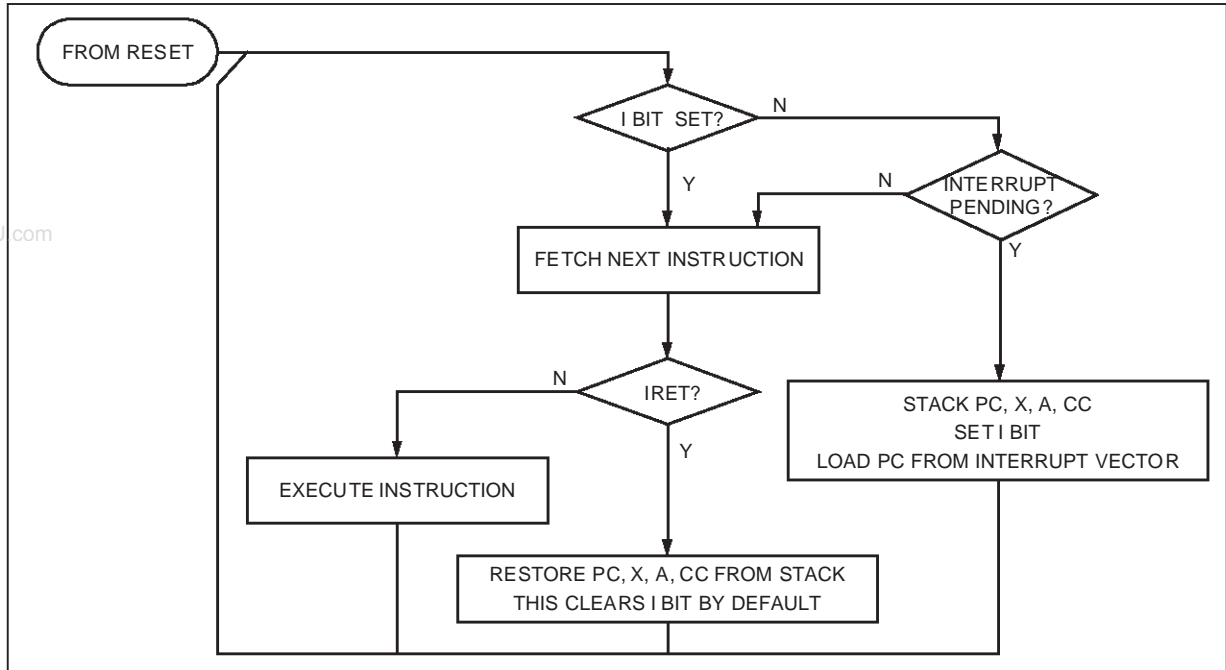 FROM RESET
I BIT SET?
N
Y
N
INTERRUPT
PENDING?
Y
FETCH NEXT INSTRUCTION
N
IRET?
Y
STACK PC, X, A, CC
SET I BIT
LOAD PC FROM INTERRUPT VECTOR
EXECUTE INSTRUCTION
RESTORE PC, X, A, CC FROM STACK
THIS CLEARS I BIT BY DEFAULT
.com